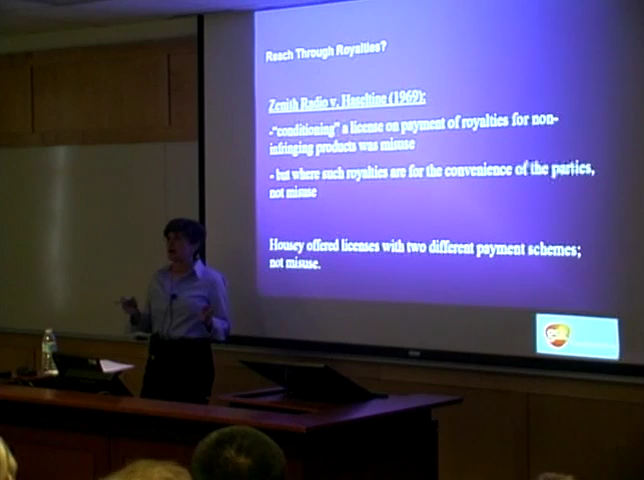 Reach Through Royalties?
Zenith Radio v. Haseltine (1969):
-"conditioning" a license on payment of royalties for non-
infringing products was misuse
- but where such royalties are for the convenience of the parties,
not misuse
Housey offered licenses with two different payment schemes;
not misuse.